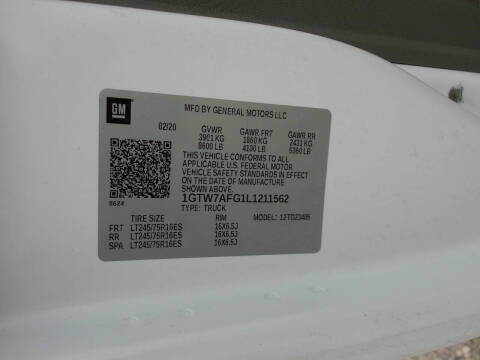 GM
MFD BY GENERAL MOTORS LLC
02/20 GVWR GAWR FRT GAWR RR
3901 KG 1860 KG 2431 KG
8600 LB 4100 LB 5360 LB
THIS VEHICLE CONFORMS TO ALL
APPLICABLE U.S. FEDERAL MOTOR
VEHICLE SAFETY STANDARDS IN EFFECT ON
THE DATE OF MANUFACTURE SHOWN ABOVE.
1GTW7AFG1L1211562
8624 TYPE: TRUCK
TIRE SIZE RIM MODEL: 12TG23405
FRT LT245/75R16ES 16X6.5J
RR LT245/75R16ES 16X6.5J
SPA LT245/75R16ES 16X6.5J